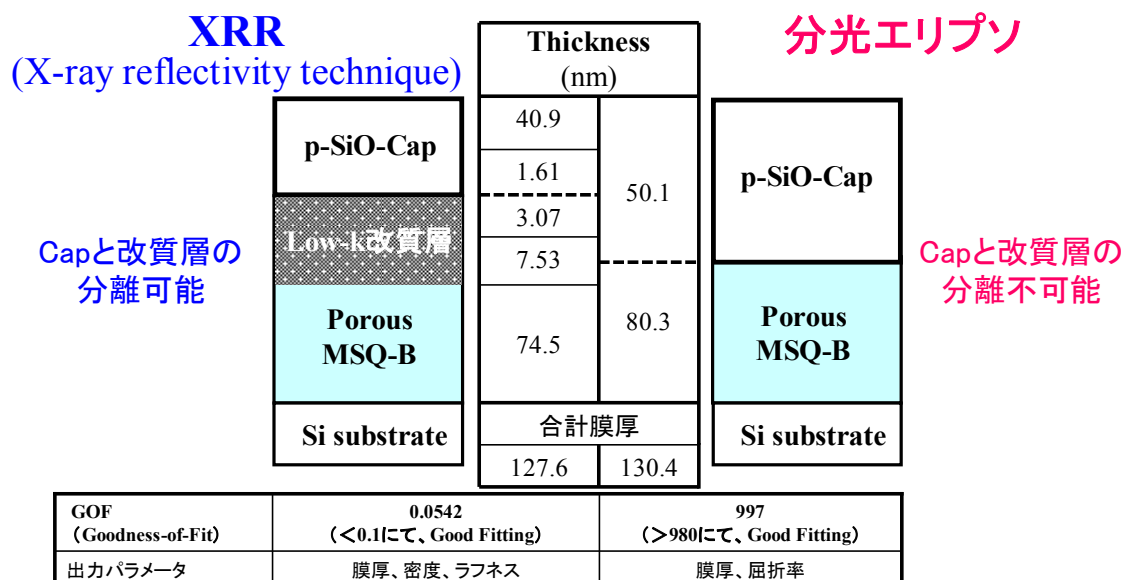 XRR
(X-ray reflectivity technique)
分光エリプソ
Thickness
(nm)
p-SiO-Cap
Low-k改質層
Porous
MSQ-B
Si substrate
Capと改質層の
分離可能
40.9
1.61
3.07
7.53
74.5
50.1
80.3
合計膜厚
127.6 130.4
p-SiO-Cap
Porous
MSQ-B
Si substrate
Capと改質層の
分離不可能
GOF
(Goodness-of-Fit)
0.0542
(<0.1にて、Good Fitting)
997
(>980にて、Good Fitting)
出力パラメータ 膜厚、密度、ラフネス 膜厚、屈折率